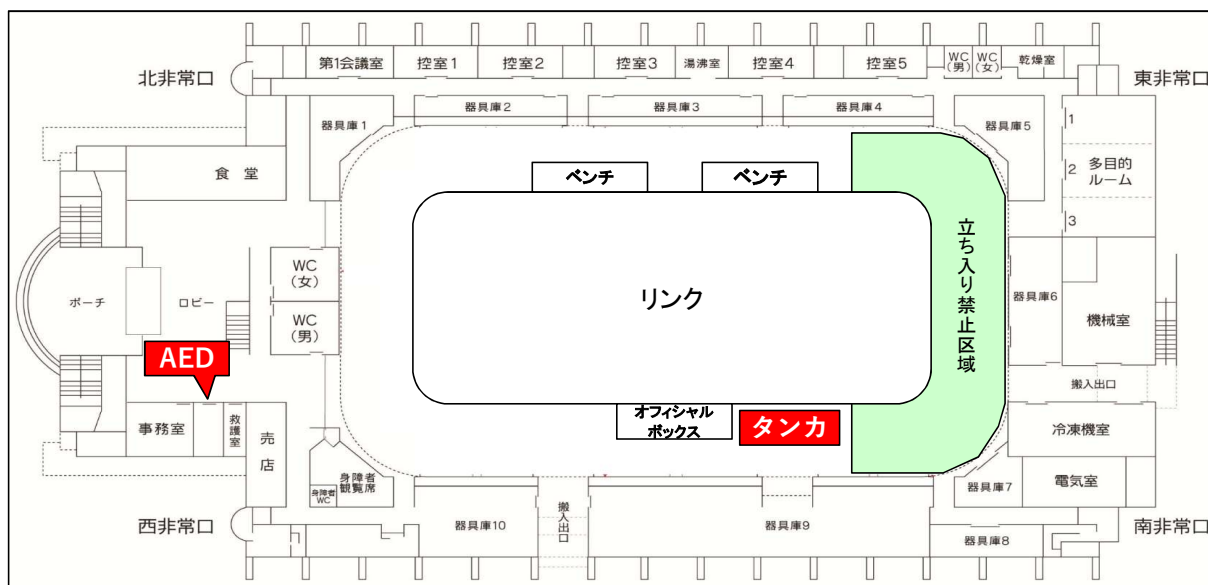 第1会議室
控室1
控室2
控室3
湯沸室
控室4
控室5
WC
(男)
WC
(女)
乾燥室
北非常口
東非常口
器具庫1
器具庫2
器具庫3
器具庫4
器具庫5
1
2
3
多目的
ルーム
食 堂
ベンチ
ベンチ
WC
(女)
WC
(男)
ポーチ
ロビー
リンク
立ち入り禁止区域
器具庫6
機械室
AED
搬入出口
事務室
救護室
売店
オフィシャル
ボックス
タンカ
冷凍機室
身障者
観覧席
身障者
WC
器具庫7
電気室
西非常口
器具庫10
搬入出口
器具庫9
器具庫8
南非常口